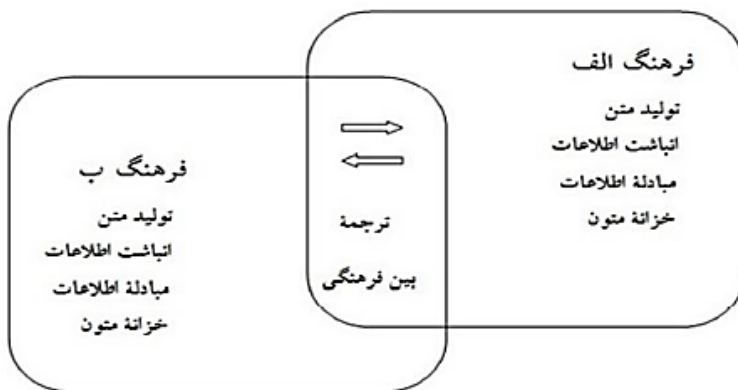 فرهنگ الف
تولید متن
انباشت اطلاعات
مبادلهٔ اطلاعات
خزانهٔ متون
ترجمهٔ
بین فرهنگی
فرهنگ ب
تولید متن
انباشت اطلاعات
مبادلهٔ اطلاعات
خزانهٔ متون